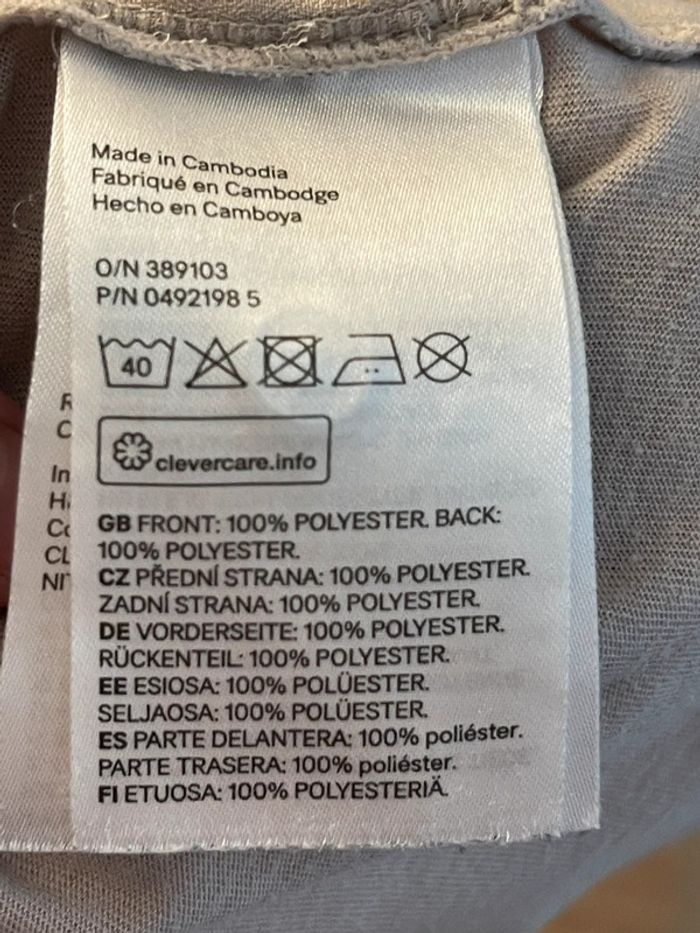 Made in Cambodia
Fabriqué en Cambodge
Hecho en Camboya
O/N 389103
P/N 0492198 5
40
clevercare.info
GB FRONT: 100% POLYESTER. BACK:
100% POLYESTER.
CZ PŘEDNÍ STRANA: 100% POLYESTER.
ZADNÍ STRANA: 100% POLYESTER.
DE VORDERSEITE: 100% POLYESTER.
RÜCKENTEIL: 100% POLYESTER.
EE ESIOSA: 100% POLÜESTER.
SELJAOSA: 100% POLÜESTER.
ES PARTE DELANTERA: 100% poliéster.
PARTE TRASERA: 100% poliéster.
FI ETUOSA: 100% POLYESTERIÄ.